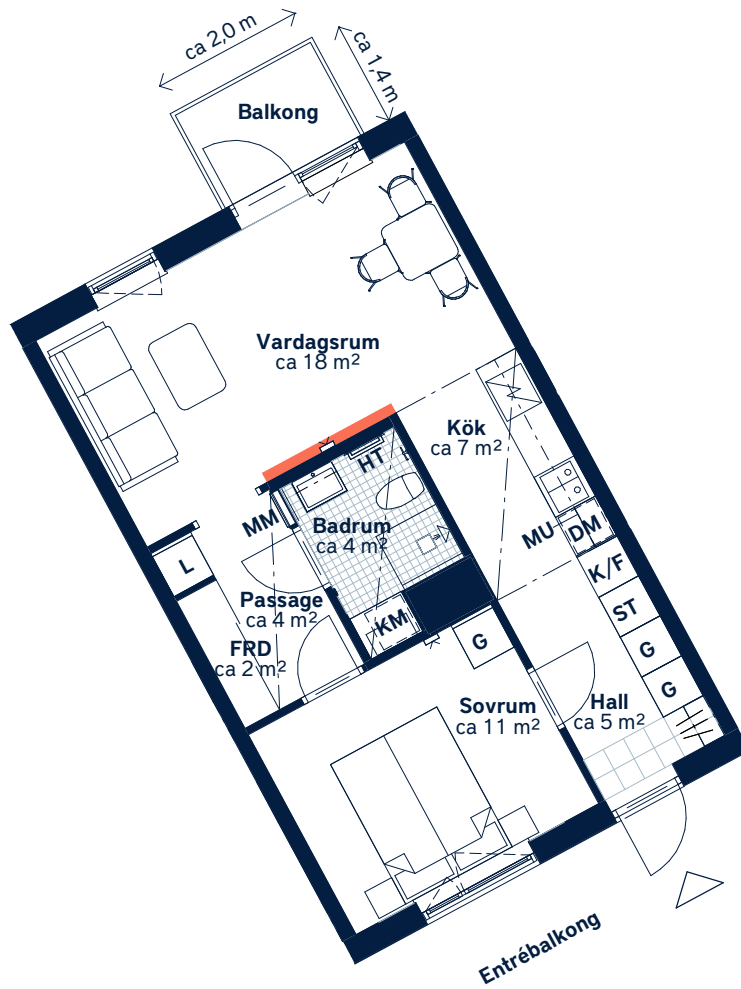 ca 2,0 m
ca 1,4 m
Balkong
Vardagsrum
ca 18 m²
Kök
ca 7 m²
HT
MM
Badrum
ca 4 m²
MU
DM
L
K/F
Passage
ca 4 m²
KM
ST
FRD
ca 2 m²
G
G
Sovrum
ca 11 m²
Hall
ca 5 m²
G
Entrébalkong